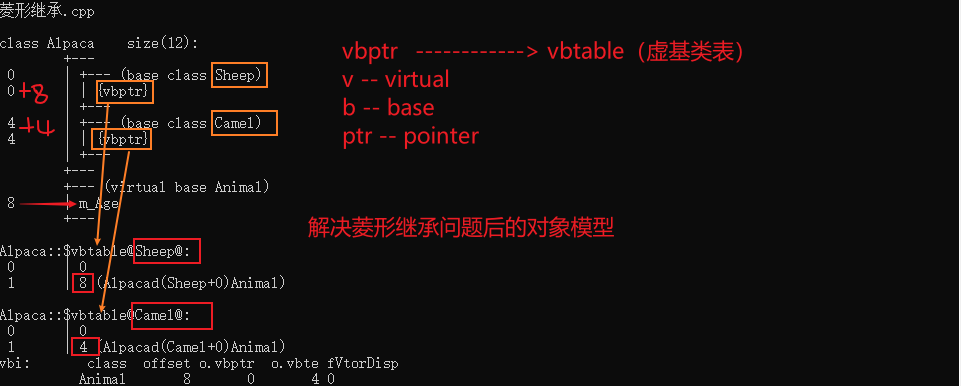 菱形继承.cpp
class Alpaca    size(12):
+---
0 | +--- (base class Sheep)
0 | | {vbptr}
+8
| +---
4 | +--- (base class Camel)
+4
4 | | {vbptr}
| +---
+---
+--- (virtual base Animal)
8 | m_Age
+---
vbptr ------------> vbtable（虚基类表）
v -- virtual
b -- base
ptr -- pointer
解决菱形继承问题后的对象模型
Alpaca::$vbtable@Sheep@:
0 | 0
1 | 8 (Alpacad(Sheep+0)Animal)
Alpaca::$vbtable@Camel@:
0 | 0
1 | 4 (Alpacad(Camel+0)Animal)
vbi:       class  offset o.vbptr  o.vbte fVtorDisp
Animal       8       0       4 0